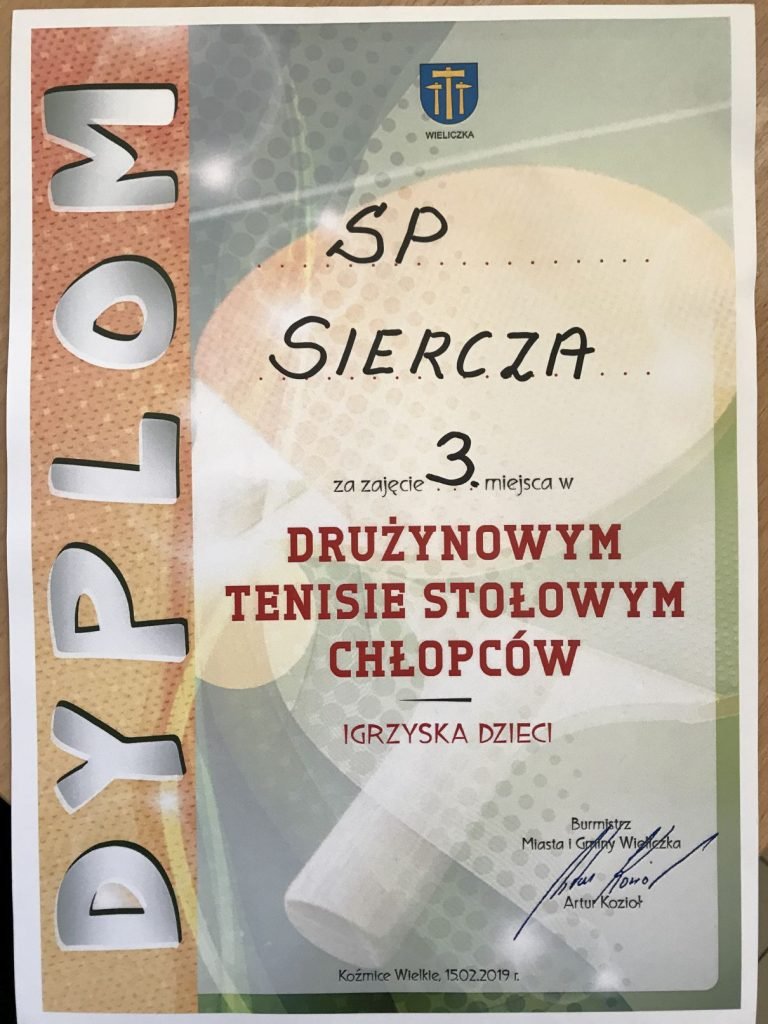 DYPLOM
WIELICZKA
SP
SIERCZA
za zajęcie 3. miejsca w
DRUŻYNOWYM
TENISIE STOŁOWYM
CHŁOPCÓW
IGRZYSKA DZIECI
Burmistrz
Miasta i Gminy Wieliczka
Artur Kozioł
Koźmice Wielkie, 15.02.2019 r.